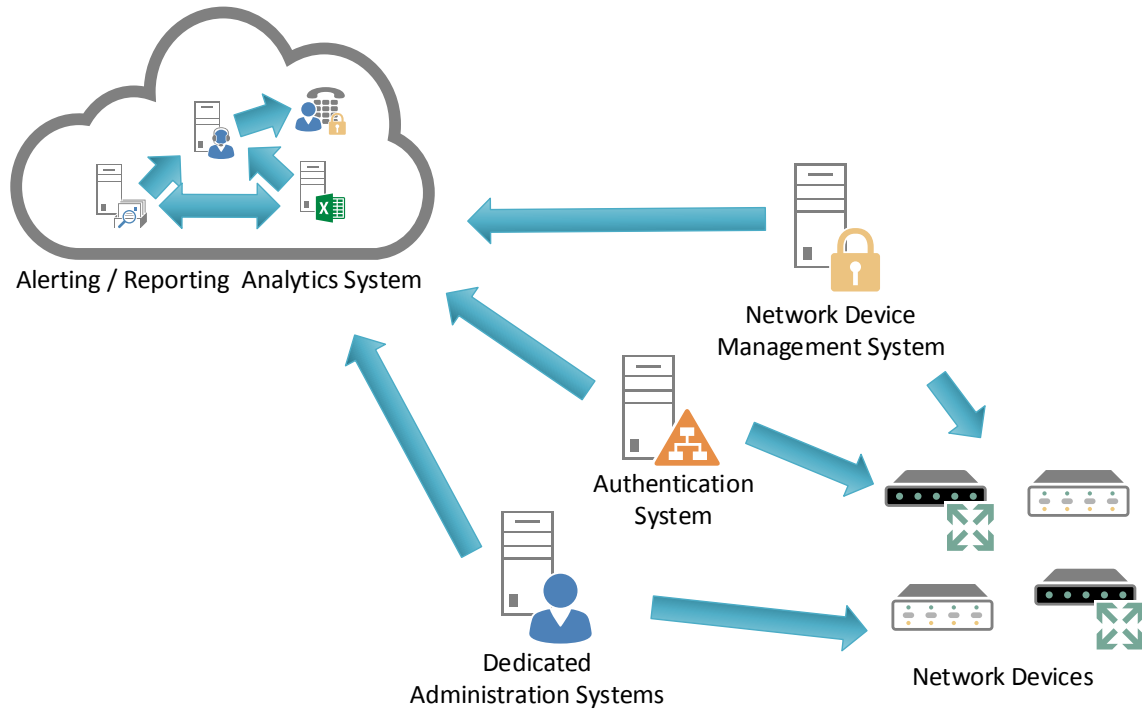 Alerting / Reporting  Analytics System
Network Device
Management System
Authentication
System
Dedicated
Administration Systems
Network Devices